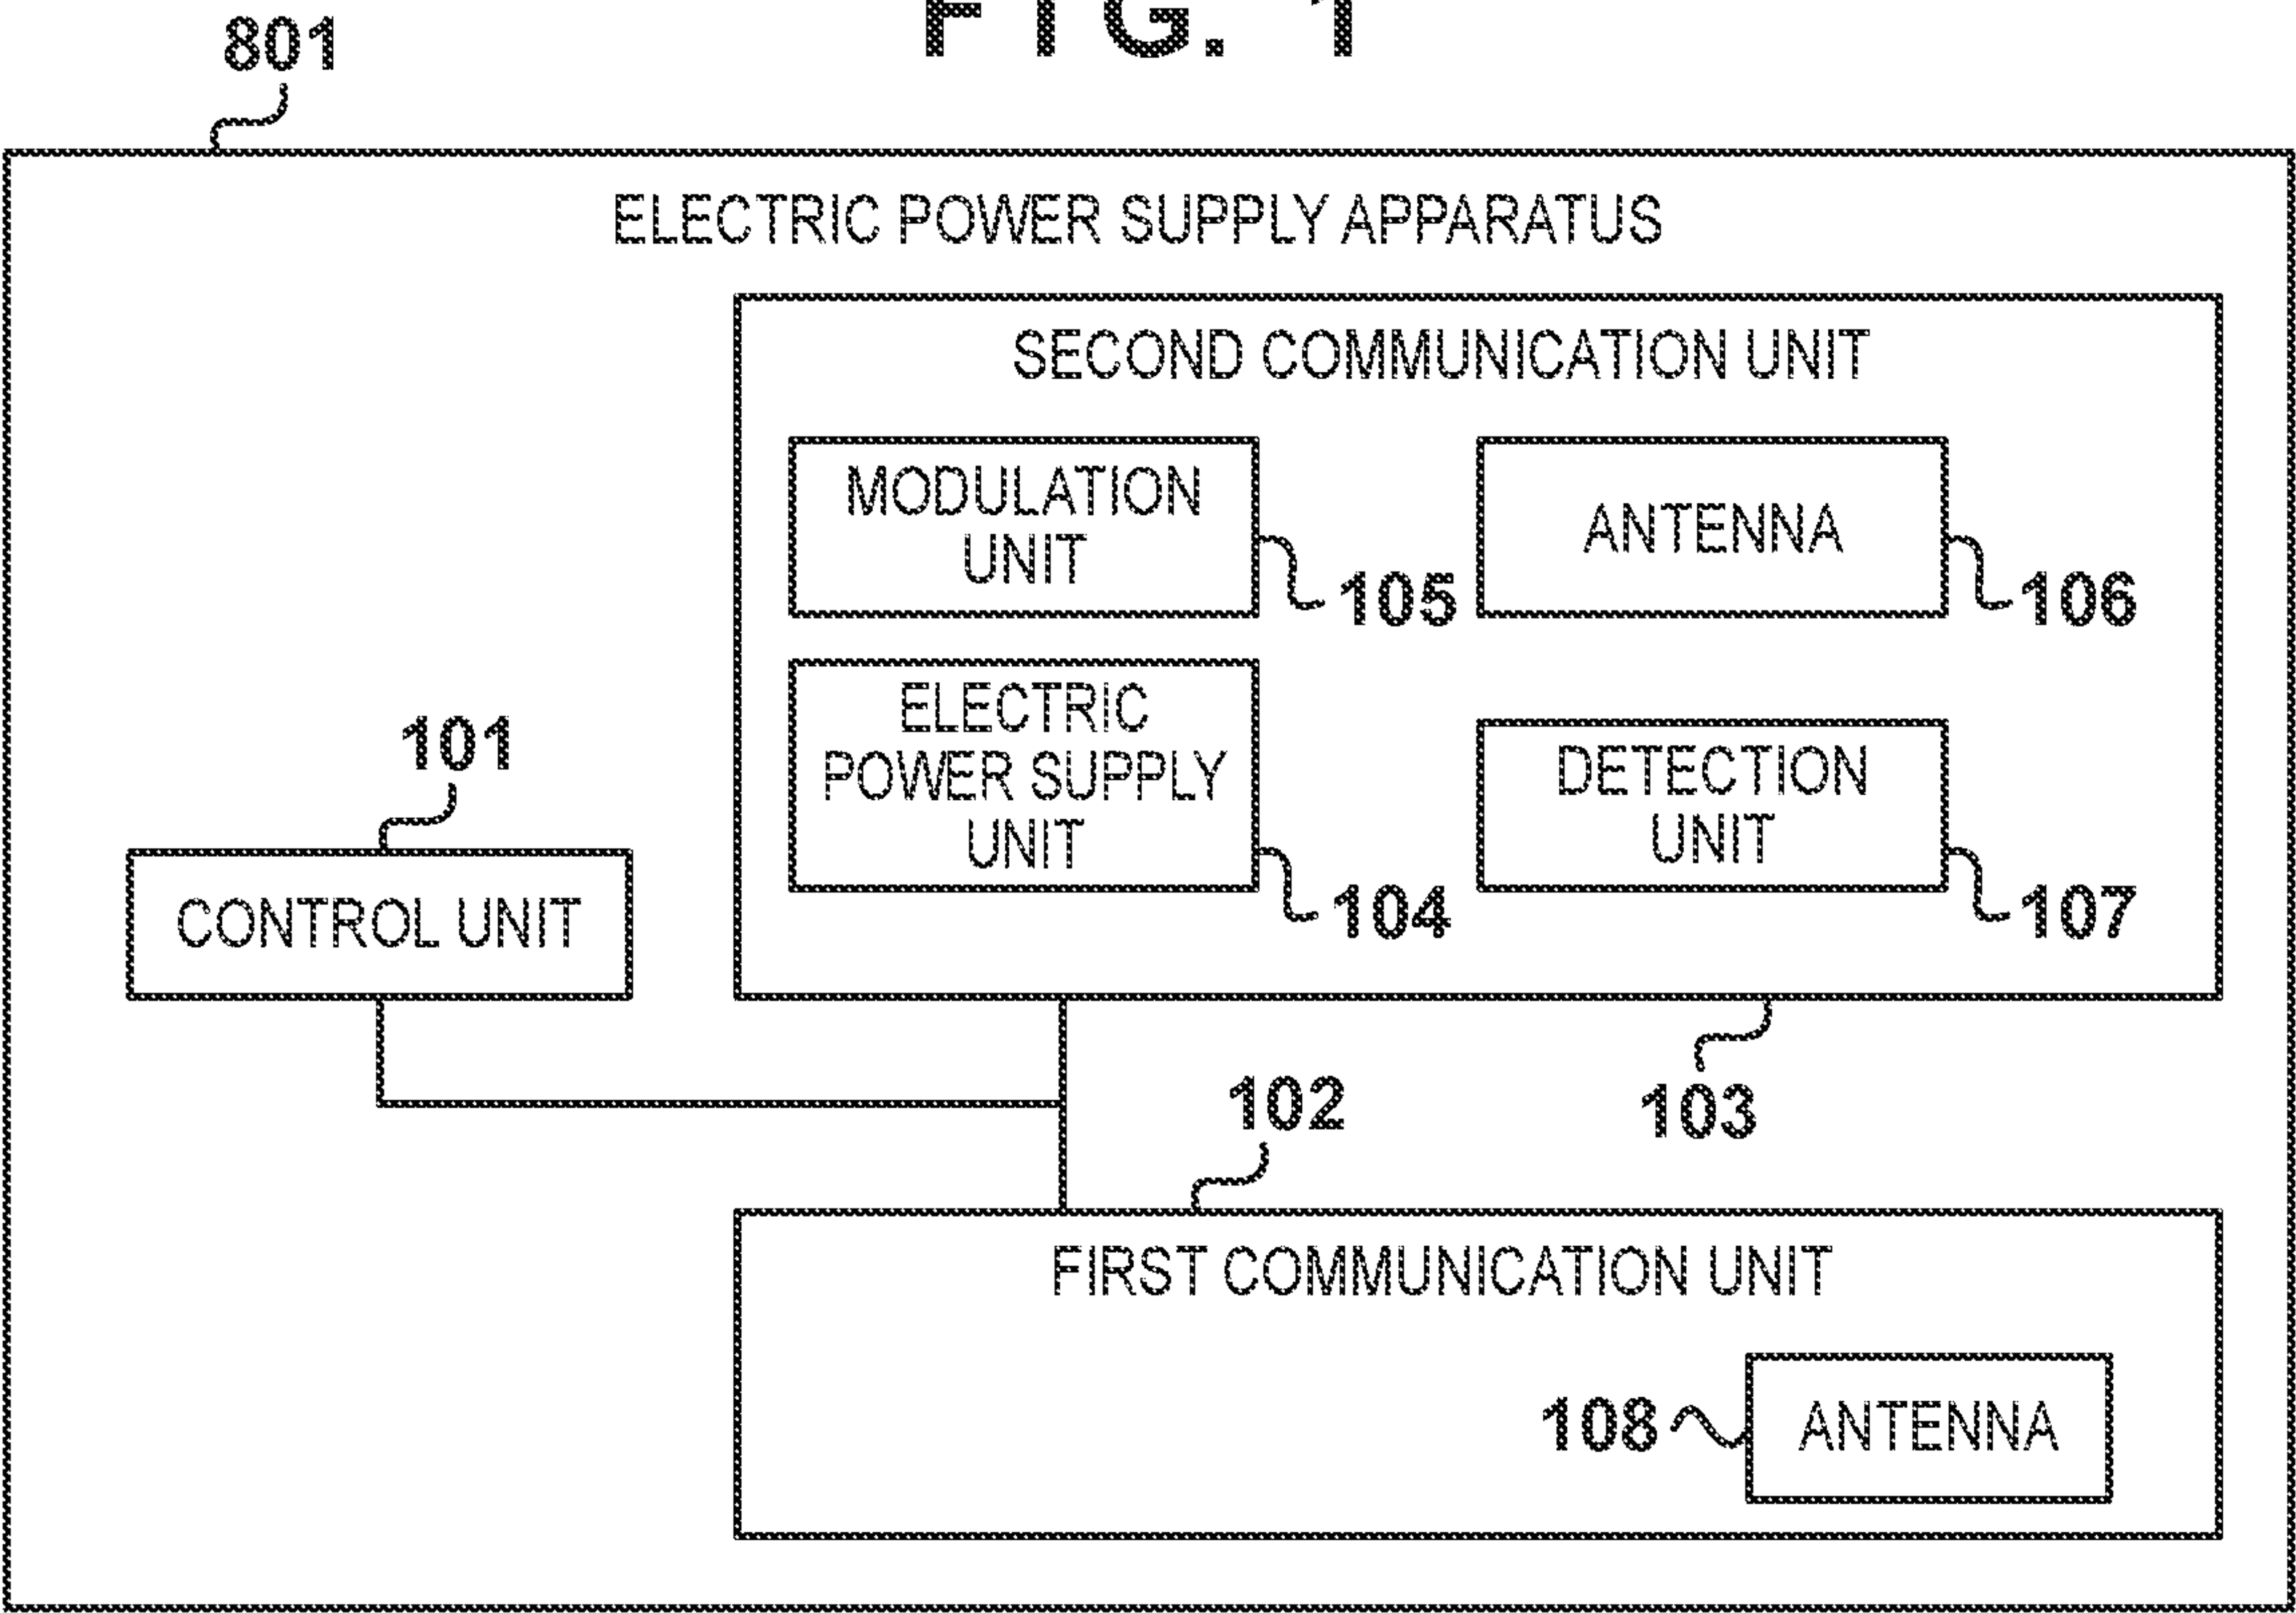 FIG. 1
801
ELECTRIC POWER SUPPLY APPARATUS
SECOND COMMUNICATION UNIT
MODULATION
UNIT
105
ANTENNA
106
ELECTRIC
POWER SUPPLY
UNIT
104
DETECTION
UNIT
107
101
CONTROL UNIT
103
102
FIRST COMMUNICATION UNIT
108
ANTENNA